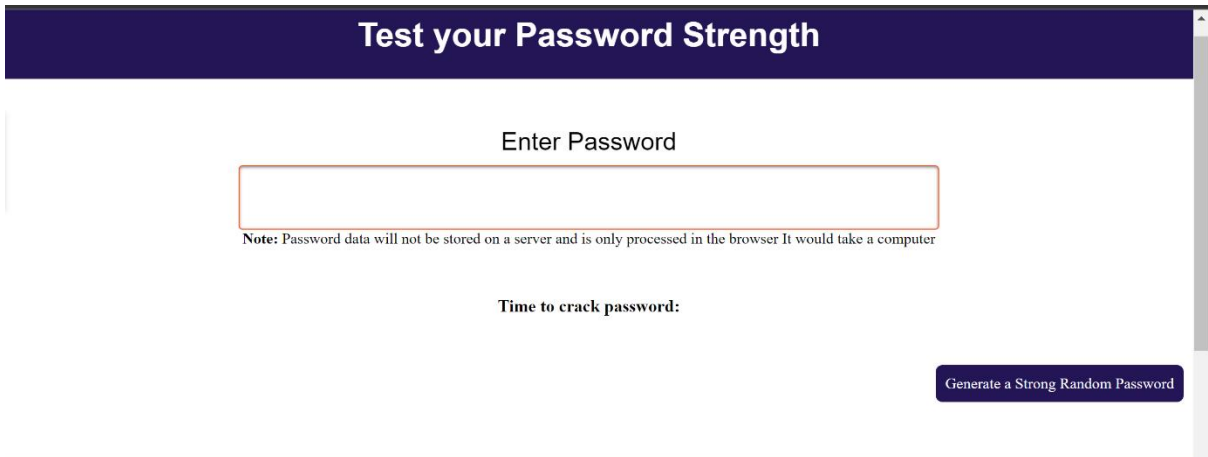 Test your Password Strength
Enter Password
Note: Password data will not be stored on a server and is only processed in the browser It would take a computer
Time to crack password:
Generate a Strong Random Password